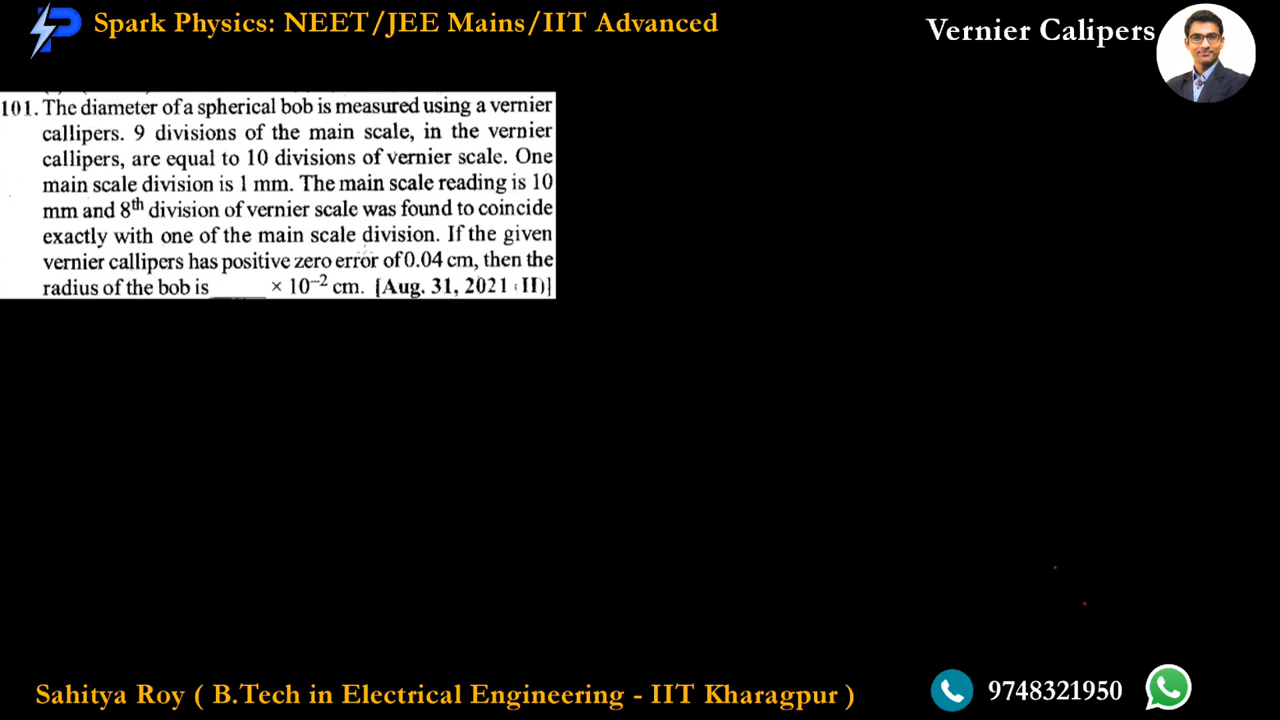 Spark Physics: NEET/JEE Mains/IIT Advanced
Vernier Calipers
101. The diameter of a spherical bob is measured using a vernier
callipers. 9 divisions of the main scale, in the vernier
callipers, are equal to 10 divisions of vernier scale. One
main scale division is 1 mm. The main scale reading is 10
mm and 8th division of vernier scale was found to coincide
exactly with one of the main scale division. If the given
vernier callipers has positive zero error of 0.04 cm, then the
radius of the bob is _____ × 10⁻² cm. [Aug. 31, 2021 (II)]
Sahitya Roy ( B.Tech in Electrical Engineering - IIT Kharagpur )
9748321950